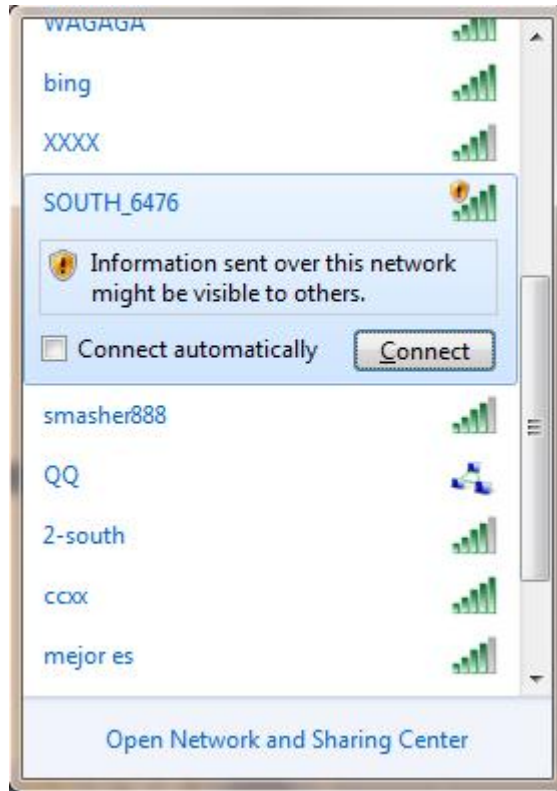 WAGAGA
bing
XXXX
SOUTH_6476
Information sent over this network
might be visible to others.
Connect automatically
Connect
smasher888
QQ
2-south
ccxx
mejor es
Open Network and Sharing Center